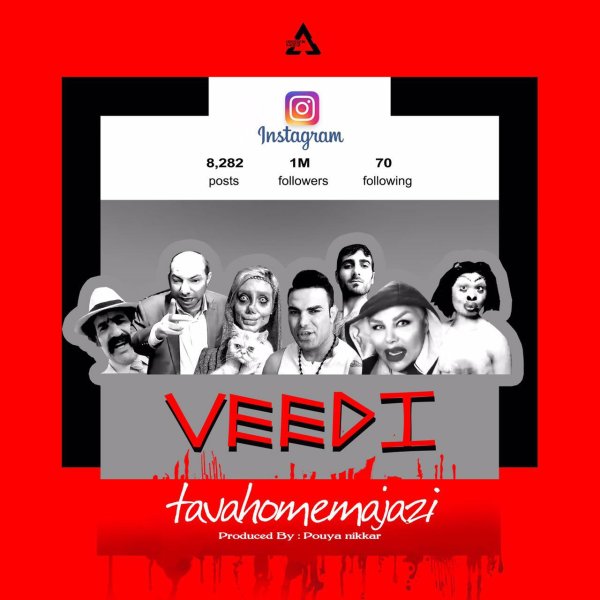 Instagram
8,282 1M 70
posts followers following
VEEDI
tavahomemajazi
Produced By : Pouya nikkar